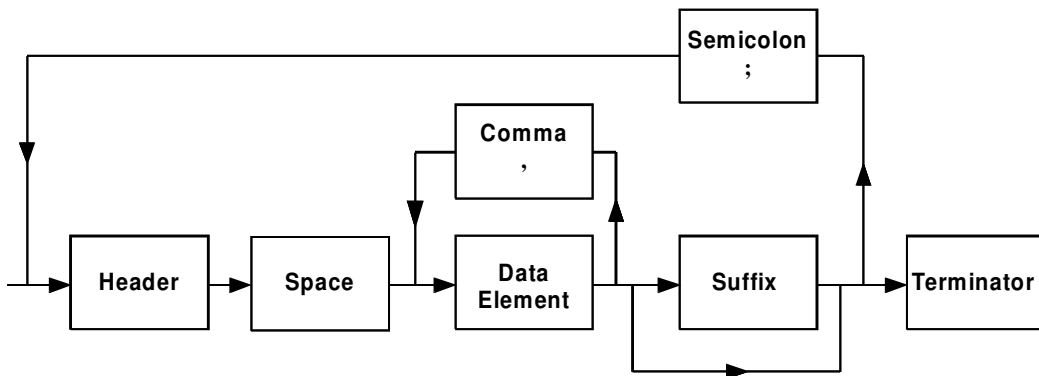 Semicolon
;
Comma
,
Header
Space
Data
Element
Suffix
Terminator